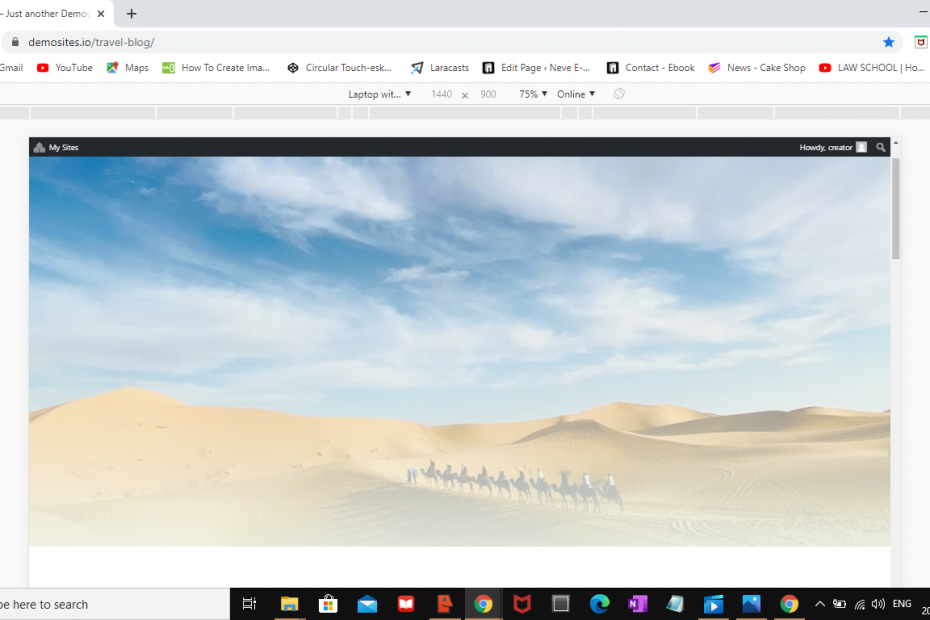 – Just another Demos
demosites.io/travel-blog/
Gmail YouTube Maps How To Create Ima... Circular Touch-esk... Laracasts Edit Page ‹ Neve E-... Contact - Ebook News - Cake Shop LAW SCHOOL | Ho...
Laptop wit... ▼ 1440 x 900 75% ▼ Online ▼
My Sites Howdy, creator
pe here to search ENG 20